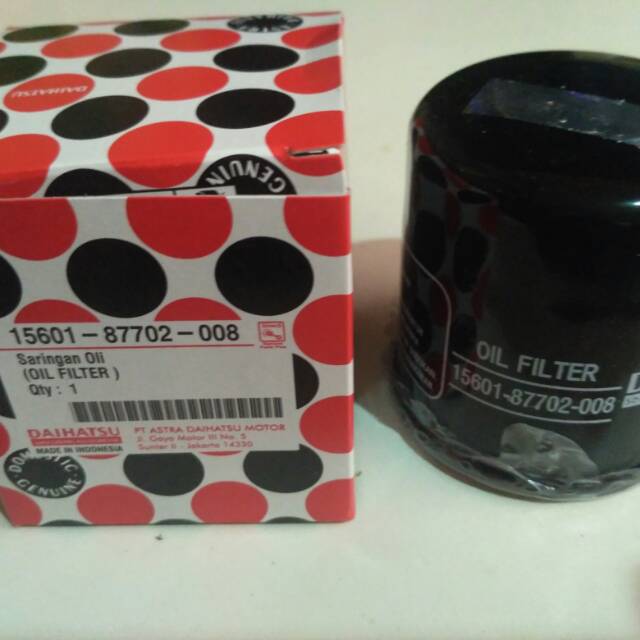 DAIHATSU
GENUINE
15601-87702-008
Saringan Oli
(OIL FILTER)
Qty : 1
DAIHATSU
MADE IN INDONESIA
PT ASTRA DAIHATSU MOTOR
Jl. Gaya Motor III No. 5
Sunter II - Jakarta 14330
DOMESTIC
GENUINE
OIL FILTER
15601-87702-008